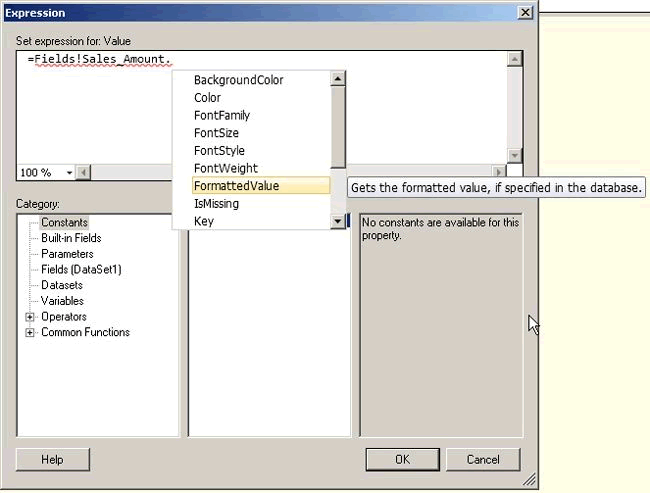 Expression
Set expression for: Value
=Fields!Sales_Amount.
BackgroundColor
Color
FontFamily
FontSize
FontStyle
FontWeight
FormattedValue
IsMissing
Key
Gets the formatted value, if specified in the database.
100 %
Category:
Constants
Built-in Fields
Parameters
Fields (DataSet1)
Datasets
Variables
Operators
Common Functions
No constants are available for this
property.
Help
OK
Cancel